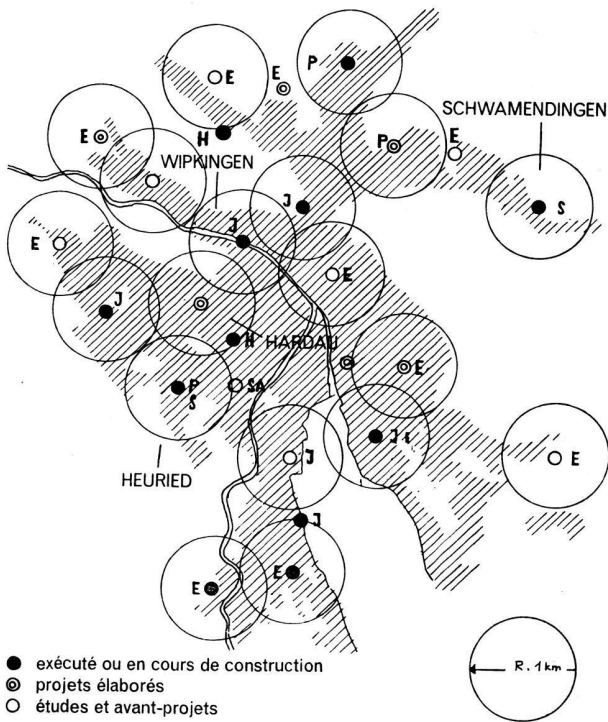 E
E
P
SCHWAMENDINGEN
E
H
P
E
WIPKINGEN
J
S
J
E
E
J
H
HARDAU
E
P
SA
S
J i
HEURIED
J
E
J
E
E
exécuté ou en cours de construction
projets élaborés
études et avant-projets
R. 1 km